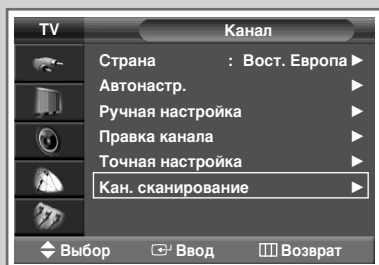 TV Канал
Страна : Вост. Европа
Автонастр.
Ручная настройка
Правка канала
Точная настройка
Кан. сканирование
Выбор Ввод Возврат